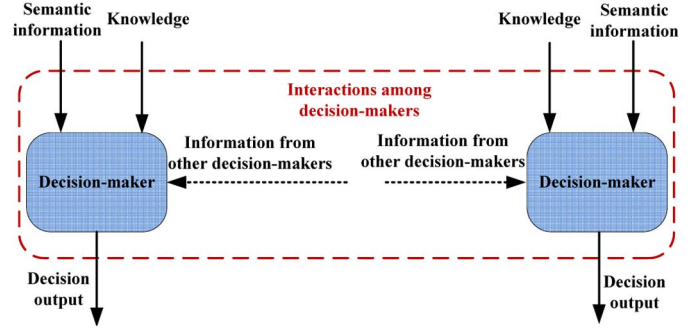 Semantic
information
Knowledge
Knowledge
Semantic
information
Interactions among
decision-makers
Information from
other decision-makers
Information from
other decision-makers
Decision-maker
Decision-maker
Decision
output
Decision
output